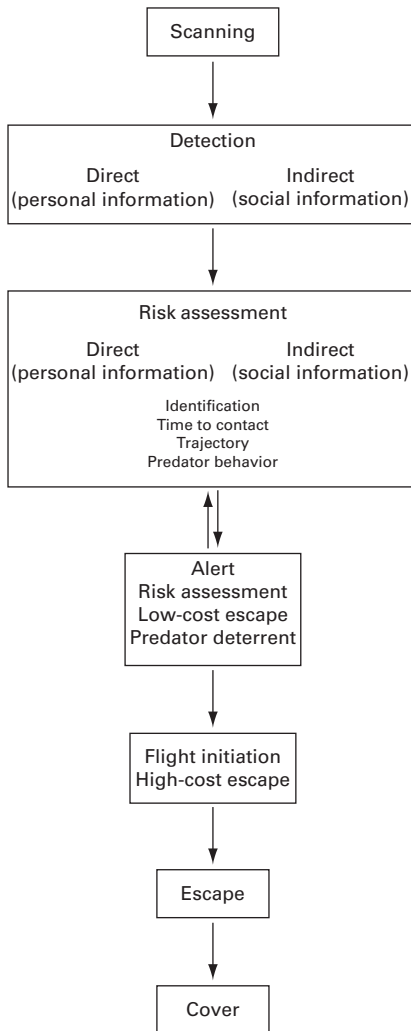 Scanning
Detection
Direct Indirect
(personal information) (social information)
Risk assessment
Direct Indirect
(personal information) (social information)
Identification
Time to contact
Trajectory
Predator behavior
Alert
Risk assessment
Low-cost escape
Predator deterrent
Flight initiation
High-cost escape
Escape
Cover